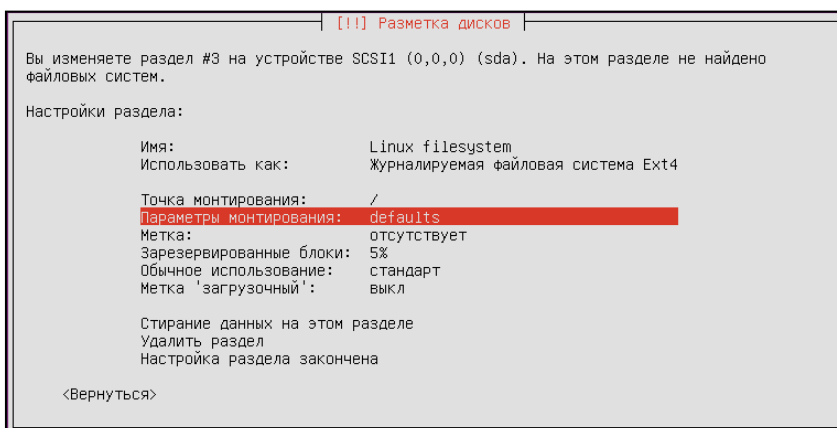 [!!] Разметка дисков
Вы изменяете раздел #3 на устройстве SCSI1 (0,0,0) (sda). На этом разделе не найдено
файловых систем.
Настройки раздела:
Имя: Linux filesystem
Использовать как: Журналируемая файловая система Ext4
Точка монтирования: /
Параметры монтирования: defaults
Метка: отсутствует
Зарезервированные блоки: 5%
Обычное использование: стандарт
Метка 'загрузочный': выкл
Стирание данных на этом разделе
Удалить раздел
Настройка раздела закончена
<Вернуться>